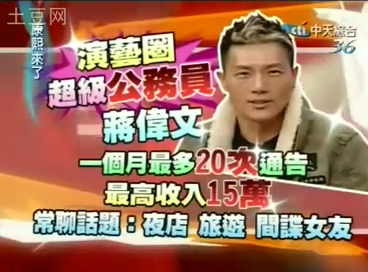 土豆网
康熙來了
cti 中天綜合
36
演藝圈
超級公務員
蔣偉文
一個月最多20次通告
最高收入15萬
常聊話題：夜店 旅遊 間諜女友